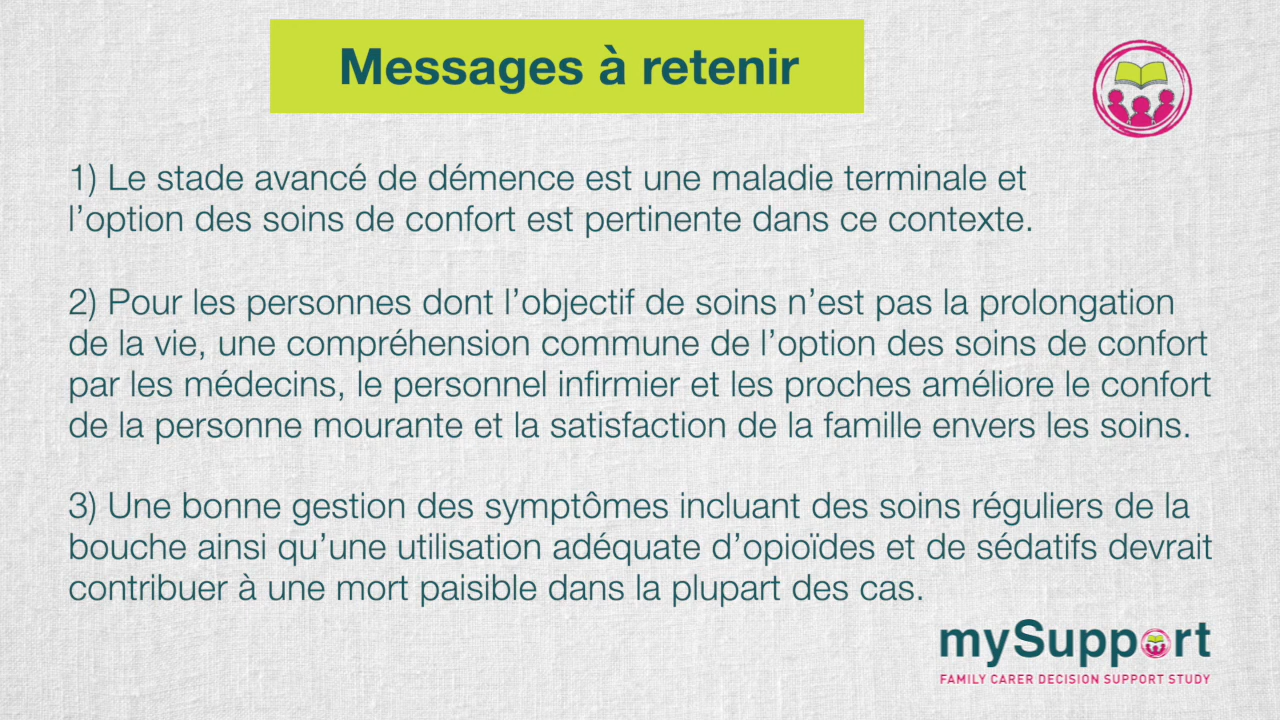 Messages à retenir
1) Le stade avancé de démence est une maladie terminale et
l’option des soins de confort est pertinente dans ce contexte.
2) Pour les personnes dont l’objectif de soins n’est pas la prolongation
de la vie, une compréhension commune de l’option des soins de confort
par les médecins, le personnel infirmier et les proches améliore le confort
de la personne mourante et la satisfaction de la famille envers les soins.
3) Une bonne gestion des symptômes incluant des soins réguliers de la
bouche ainsi qu’une utilisation adéquate d’opioïdes et de sédatifs devrait
contribuer à une mort paisible dans la plupart des cas.
mySupport
FAMILY CARER DECISION SUPPORT STUDY